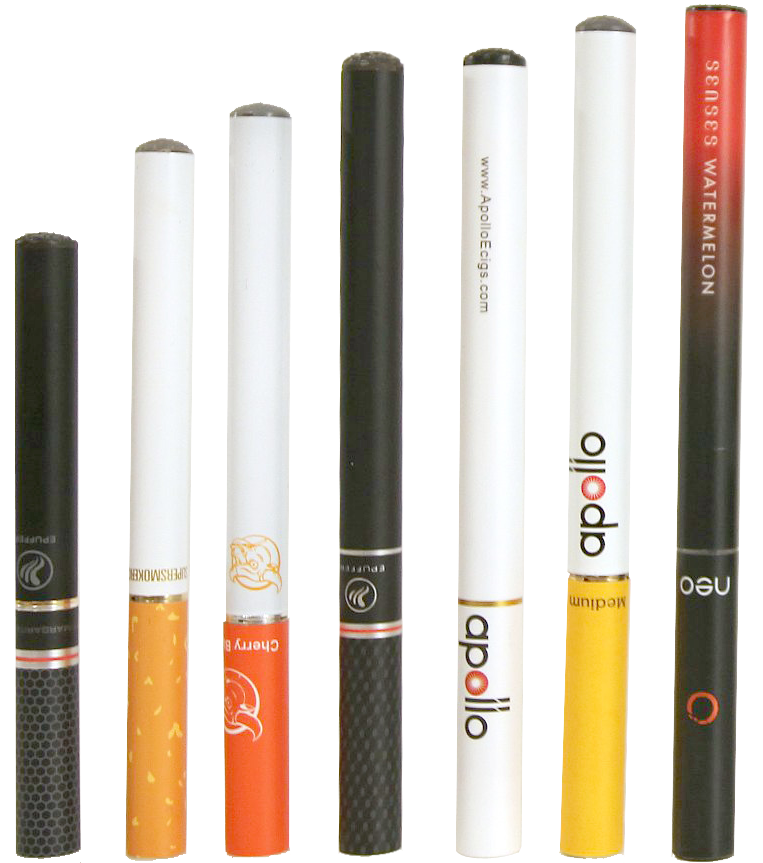 EPUFFER
SUPERSMOKER
Cherry
EPUFFER
www.ApolloEcigs.com
apollo
apollo
Medium
SENSES WATERMELON
neo